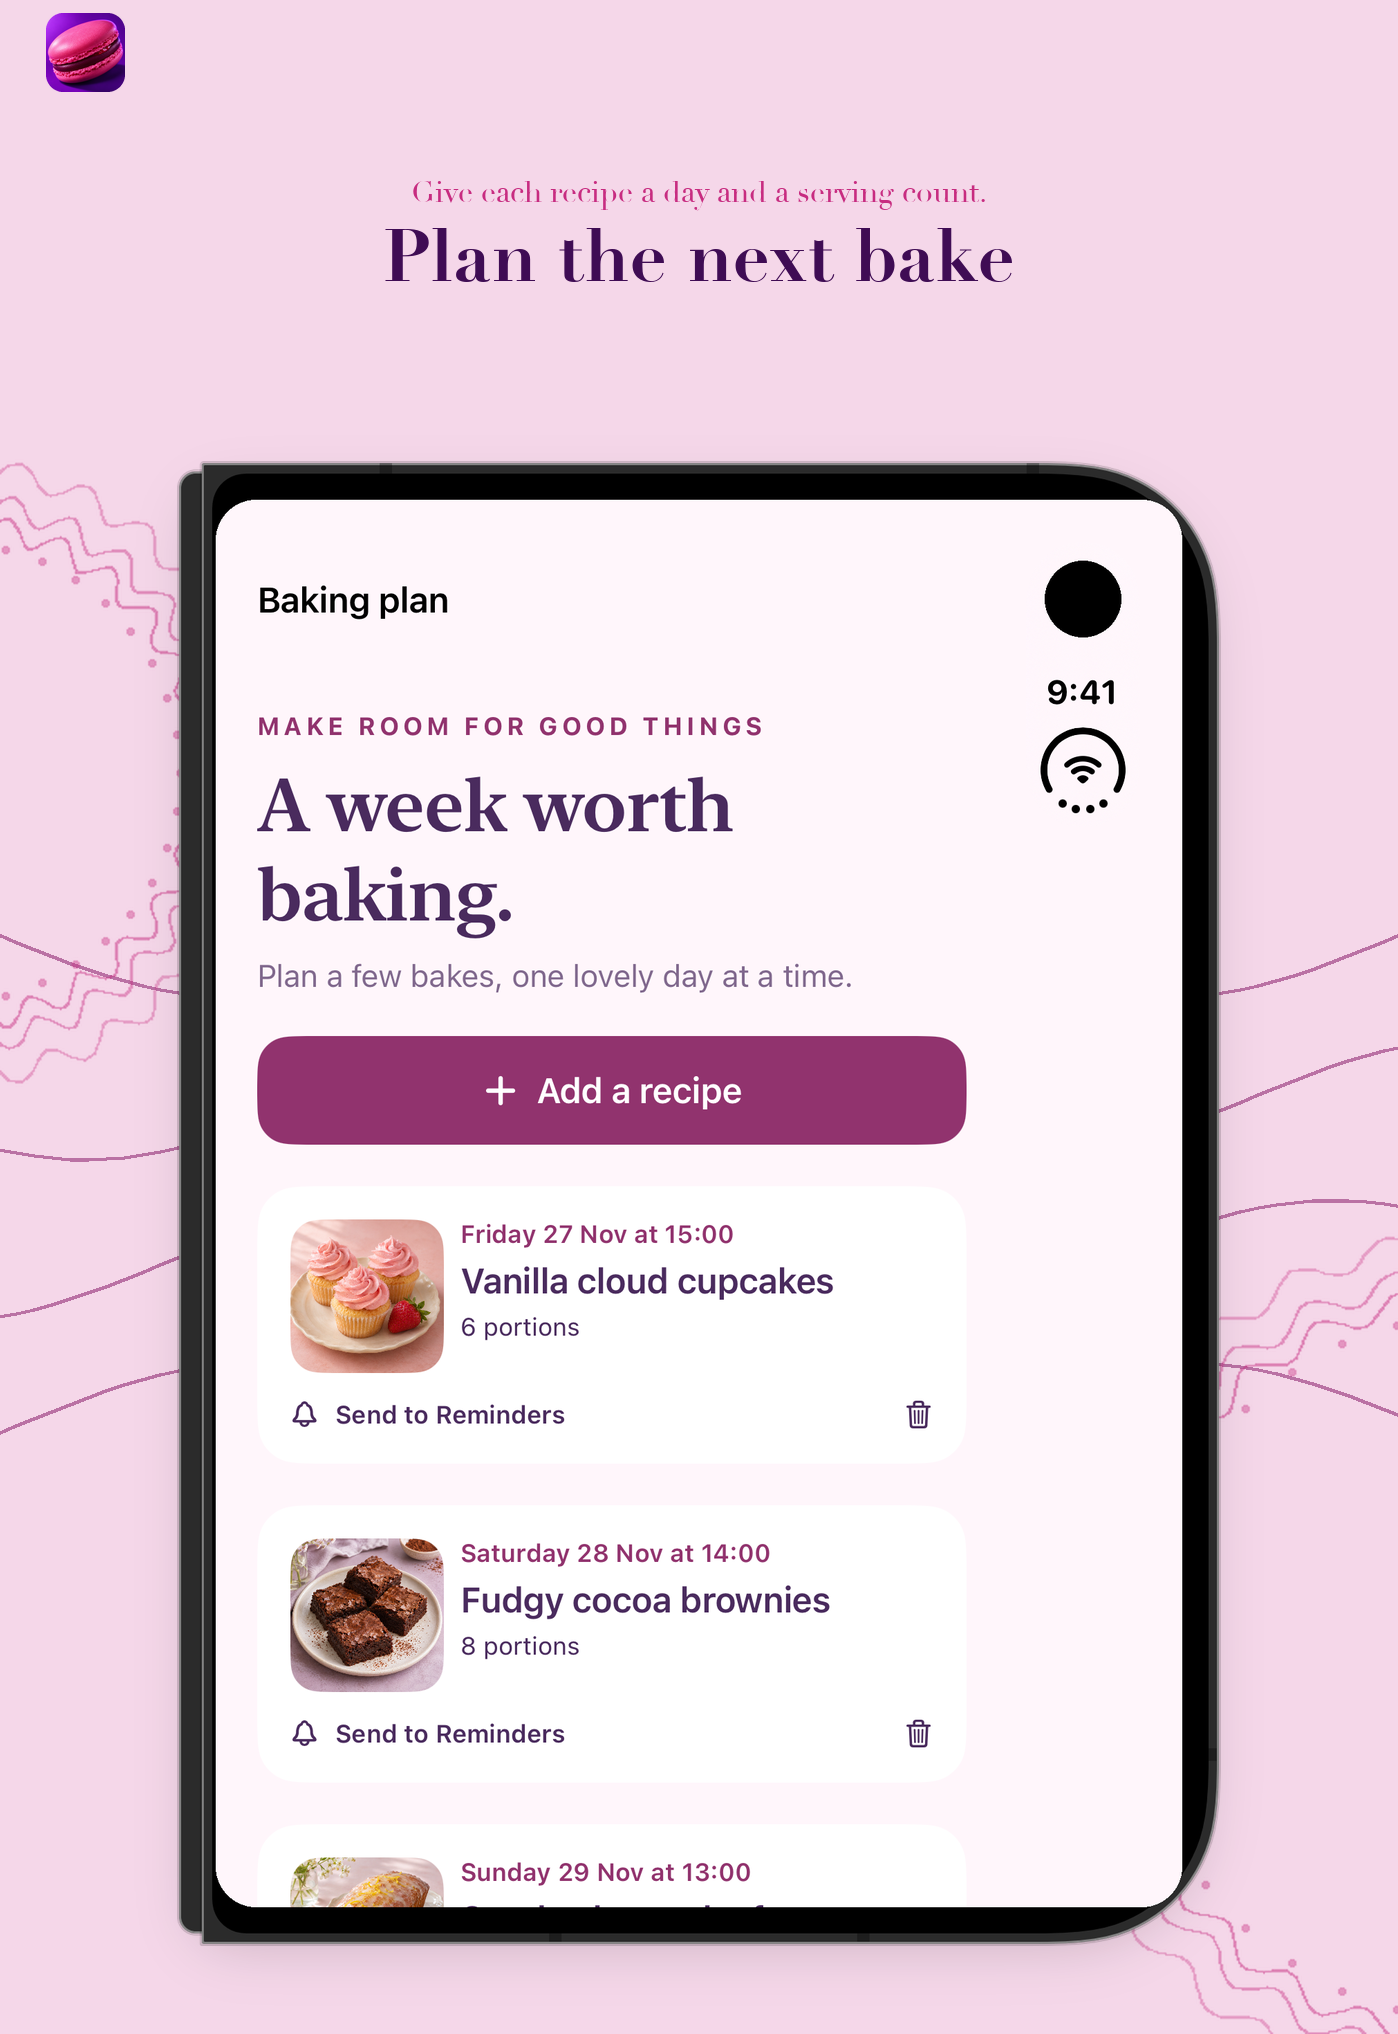 Give each recipe a day and a serving count.
Plan the next bake
Baking plan
9:41
MAKE ROOM FOR GOOD THINGS
A week worth
baking.
Plan a few bakes, one lovely day at a time.
+ Add a recipe
Friday 27 Nov at 15:00
Vanilla cloud cupcakes
6 portions
Send to Reminders
Saturday 28 Nov at 14:00
Fudgy cocoa brownies
8 portions
Send to Reminders
Sunday 29 Nov at 13:00